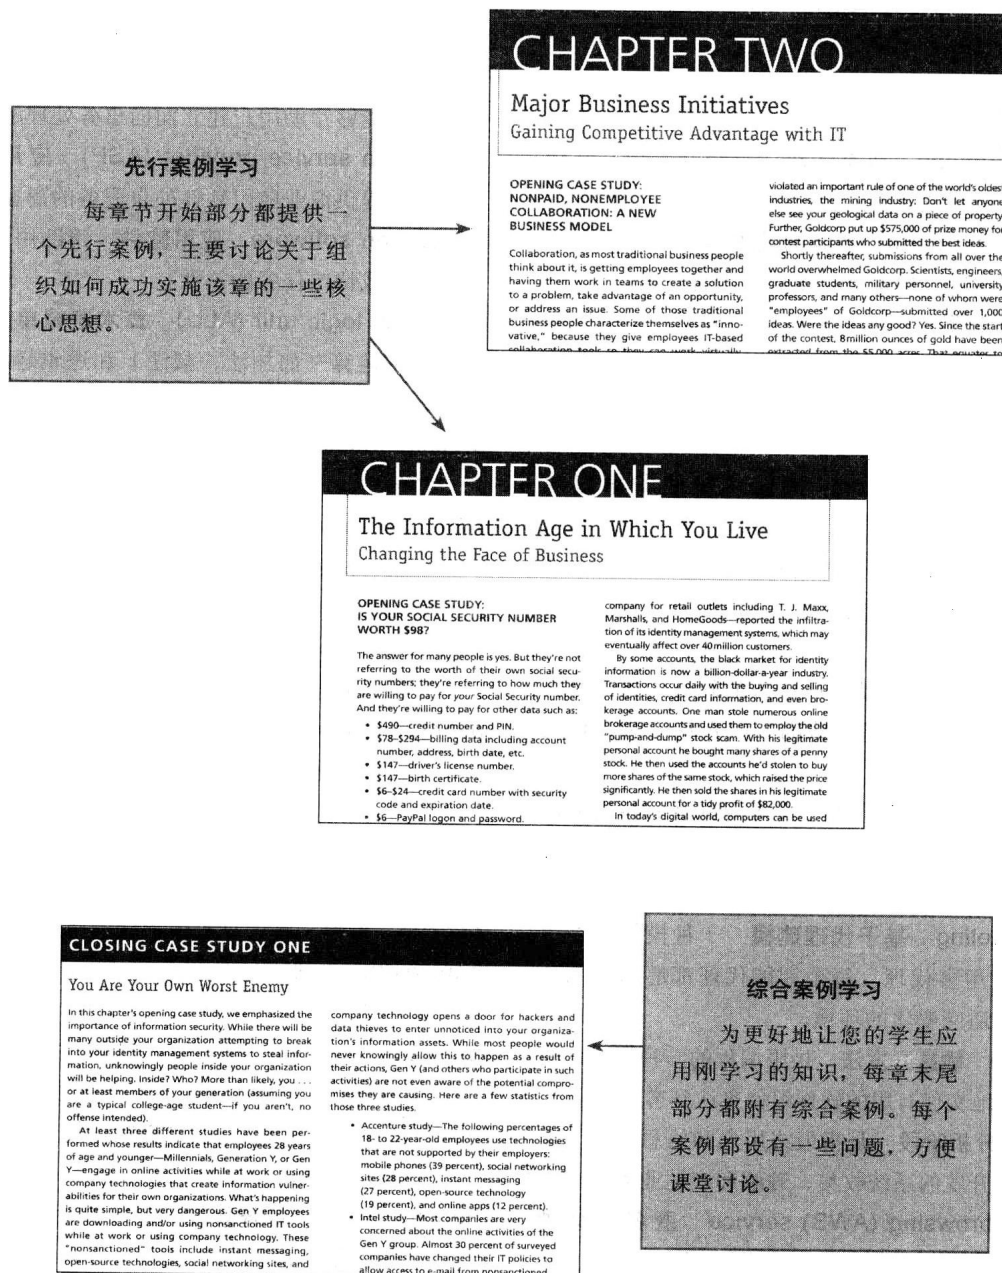 CHAPTER TWO
Major Business Initiatives
Gaining Competitive Advantage with IT
OPENING CASE STUDY:
NONPAID, NONEMPLOYEE
COLLABORATION: A NEW
BUSINESS MODEL
Collaboration, as most traditional business people
think about it, is getting employees together and
having them work in teams to create a solution
to a problem, take advantage of an opportunity,
or address an issue. Some of those traditional
business people characterize themselves as "inno-
vative," because they give employees IT-based
collaboration tools so they can work virtually
violated an important rule of one of the world's oldest
industries, the mining industry: Don't let anyone
else see your geological data on a piece of property
Further, Goldcorp put up $575,000 of prize money for
contest participants who submitted the best ideas.
Shortly thereafter, submissions from all over the
world overwhelmed Goldcorp. Scientists, engineers,
graduate students, military personnel, university
professors, and many others—none of whom were
"employees" of Goldcorp—submitted over 1,000
ideas. Were the ideas any good? Yes. Since the start
of the contest, 8million ounces of gold have been
extracted from the 55,000 acres. That equates to
先行案例学习
每章节开始部分都提供一
个先行案例，主要讨论关于组
织如何成功实施该章的一些核
心思想。
CHAPTER ONE
The Information Age in Which You Live
Changing the Face of Business
OPENING CASE STUDY:
IS YOUR SOCIAL SECURITY NUMBER
WORTH $98?
The answer for many people is yes. But they're not
referring to the worth of their own social secu-
rity numbers; they're referring to how much they
are willing to pay for your Social Security number.
And they're willing to pay for other data such as:
• $490—credit number and PIN.
• $78–$294—billing data including account
number, address, birth date, etc.
• $147—driver's license number.
• $147—birth certificate.
• $6–$24—credit card number with security
code and expiration date.
• $6—PayPal logon and password.
company for retail outlets including T. J. Maxx,
Marshalls, and HomeGoods—reported the infiltra-
tion of its identity management systems, which may
eventually affect over 40million customers.
By some accounts, the black market for identity
information is now a billion-dollar-a-year industry.
Transactions occur daily with the buying and selling
of identities, credit card information, and even bro-
kerage accounts. One man stole numerous online
brokerage accounts and used them to employ the old
"pump-and-dump" stock scam. With his legitimate
personal account he bought many shares of a penny
stock. He then used the accounts he'd stolen to buy
more shares of the same stock, which raised the price
significantly. He then sold the shares in his legitimate
personal account for a tidy profit of $82,000.
In today's digital world, computers can be used
CLOSING CASE STUDY ONE
You Are Your Own Worst Enemy
In this chapter's opening case study, we emphasized the
importance of information security. While there will be
many outside your organization attempting to break
into your identity management systems to steal infor-
mation, unknowingly people inside your organization
will be helping. Inside? Who? More than likely, you . . .
or at least members of your generation (assuming you
are a typical college-age student—if you aren't, no
offense intended).
At least three different studies have been per-
formed whose results indicate that employees 28 years
of age and younger—Millennials, Generation Y, or Gen
Y—engage in online activities while at work or using
company technologies that create information vulner-
abilities for their own organizations. What's happening
is quite simple, but very dangerous. Gen Y employees
are downloading and/or using nonsanctioned IT tools
while at work or using company technology. These
"nonsanctioned" tools include instant messaging,
open-source technologies, social networking sites, and
company technology opens a door for hackers and
data thieves to enter unnoticed into your organiza-
tion's information assets. While most people would
never knowingly allow this to happen as a result of
their actions, Gen Y (and others who participate in such
activities) are not even aware of the potential compro-
mises they are causing. Here are a few statistics from
those three studies.
• Accenture study—The following percentages of
18- to 22-year-old employees use technologies
that are not supported by their employers:
mobile phones (39 percent), social networking
sites (28 percent), instant messaging
(27 percent), open-source technology
(19 percent), and online apps (12 percent).
• Intel study—Most companies are very
concerned about the online activities of the
Gen Y group. Almost 30 percent of surveyed
companies have changed their IT policies to
allow access to e-mail from nonsanctioned
综合案例学习
为更好地让您的学生应
用刚学习的知识，每章末尾
部分都附有综合案例。每个
案例都设有一些问题，方便
课堂讨论。